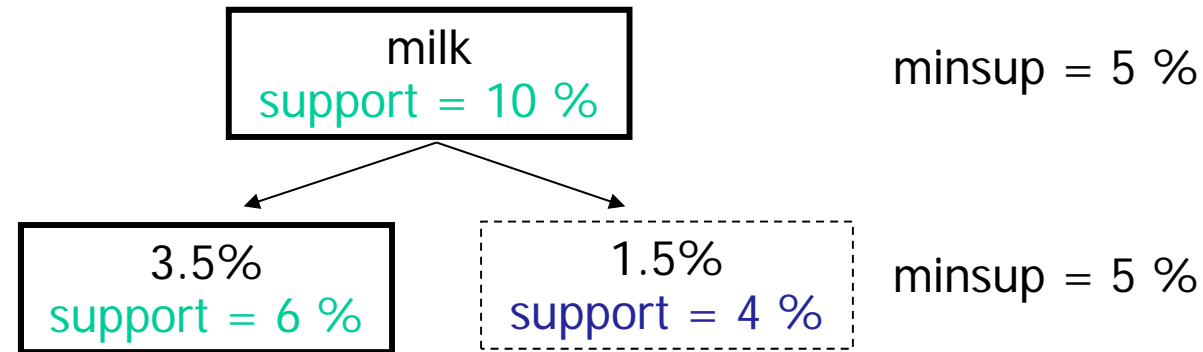 milk
support = 10 %
minsup = 5 %
3.5%
support = 6 %
1.5%
support = 4 %
minsup = 5 %